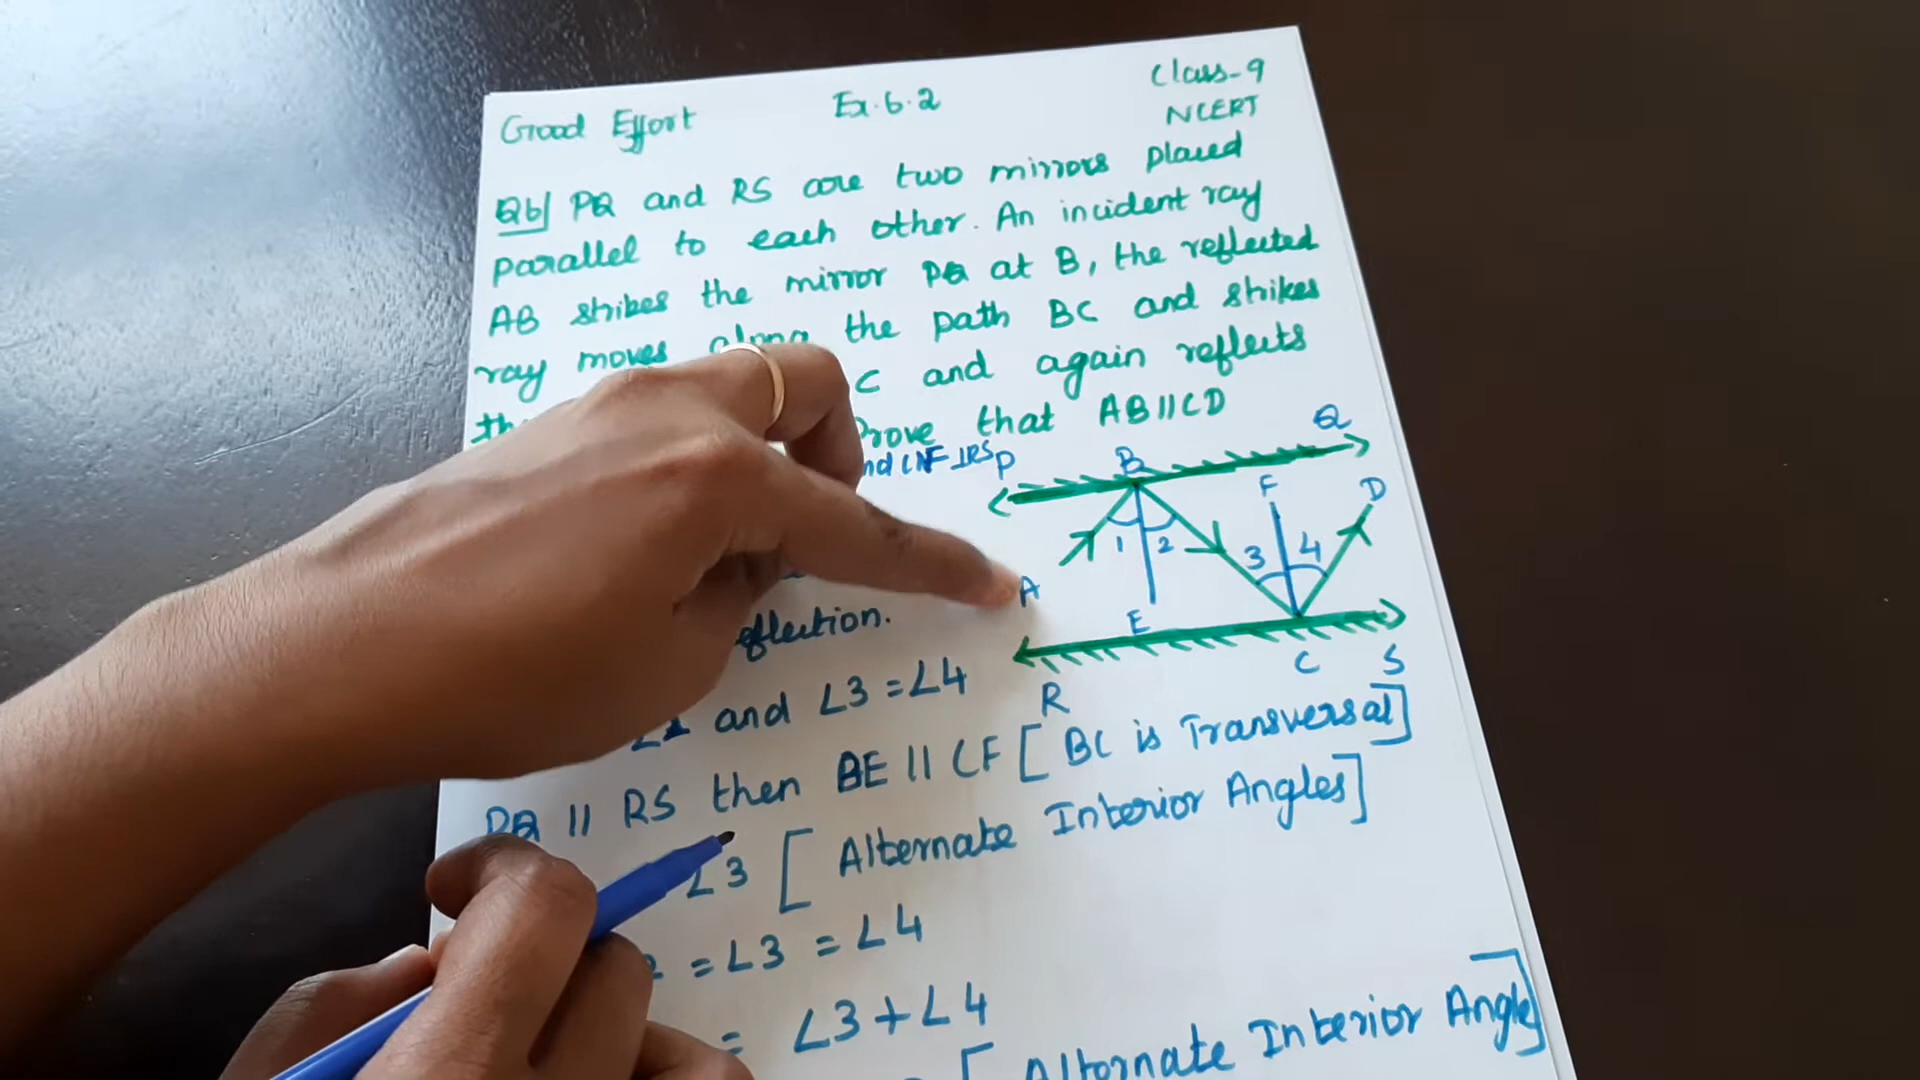 Good Effort Ex.6.2 Class-9
NCERT
Q6) PQ and RS are two mirrors placed
parallel to each other. An incident ray
AB strikes the mirror PQ at B, the reflected
ray moves along the path BC and strikes
C and again reflects
Prove that AB||CD
CF ⊥RS
P B Q
F D
1 2 3 4
A
E
R C S
eflection.
and ∠3=∠4
PQ || RS then BE || CF [BC is Transversal]
∠3 [Alternate Interior Angles]
=∠3 =∠4
= ∠3+∠4
[Alternate Interior Angle]